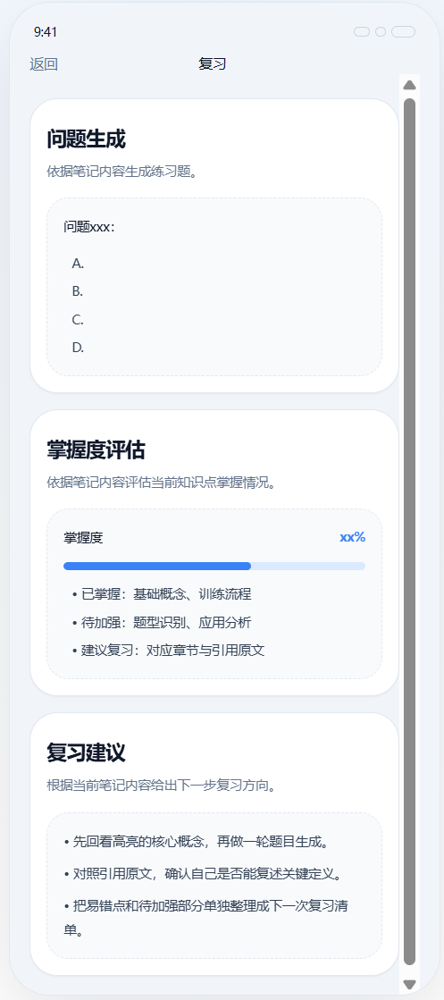 9:41
返回
复习
问题生成
依据笔记内容生成练习题。
问题xxx：
A.
B.
C.
D.
掌握度评估
依据笔记内容评估当前知识点掌握情况。
掌握度
xx%
• 已掌握：基础概念、训练流程
• 待加强：题型识别、应用分析
• 建议复习：对应章节与引用原文
复习建议
根据当前笔记内容给出下一步复习方向。
• 先回看高亮的核心概念，再做一轮题目生成。
• 对照引用原文，确认自己是否能复述关键定义。
• 把易错点和待加强部分单独整理成下一次复习清
单。